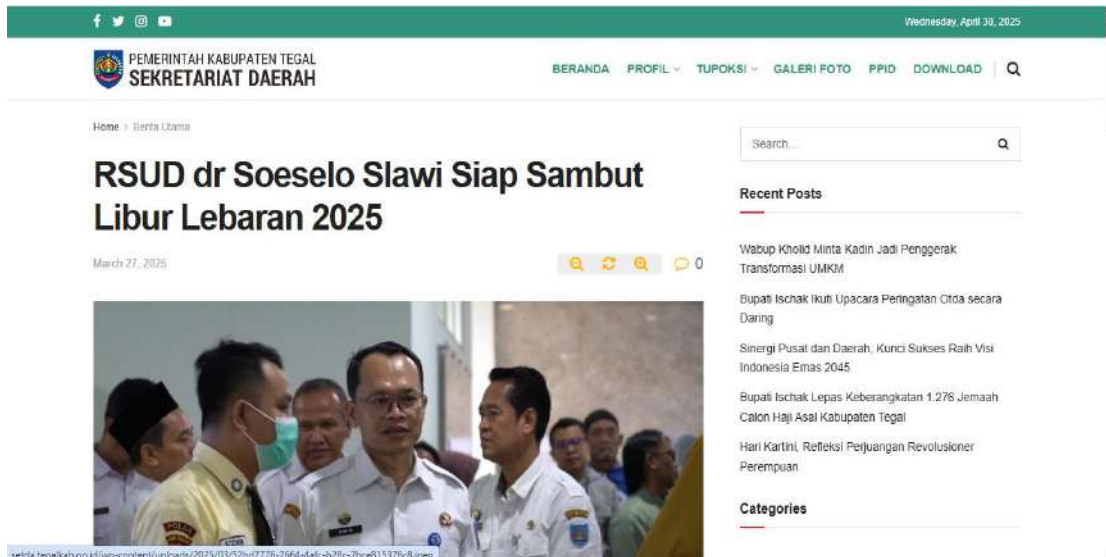 Wednesday, April 30, 2025
PEMERINTAH KABUPATEN TEGAL
SEKRETARIAT DAERAH
BERANDA PROFIL TUPOKSI GALERI FOTO PPID DOWNLOAD
Home > Berita Utama
RSUD dr Soeselo Slawi Siap Sambut
Libur Lebaran 2025
March 27, 2025
0
Search...
Recent Posts
Wabup Kholid Minta Kadin Jadi Penggerak
Transformasi UMKM
Bupati Ischak Ikuti Upacara Peringatan Otda secara
Daring
Sinergi Pusat dan Daerah, Kunci Sukses Raih Visi
Indonesia Emas 2045
Bupati Ischak Lepas Keberangkatan 1.276 Jemaah
Calon Haji Asal Kabupaten Tegal
Hari Kartini, Refleksi Perjuangan Revolusioner
Perempuan
Categories